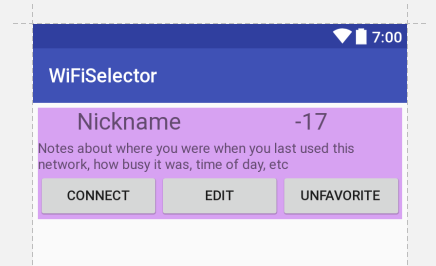 7:00
WiFiSelector
Nickname -17
Notes about where you were when you last used this
network, how busy it was, time of day, etc
CONNECT EDIT UNFAVORITE